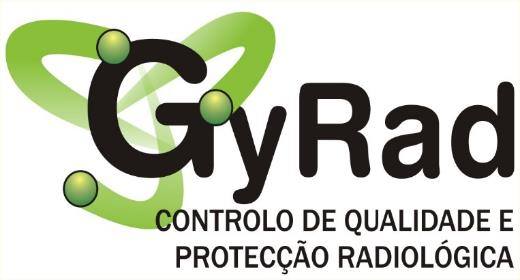 GyRad
CONTROLO DE QUALIDADE E
PROTECÇÃO RADIOLÓGICA